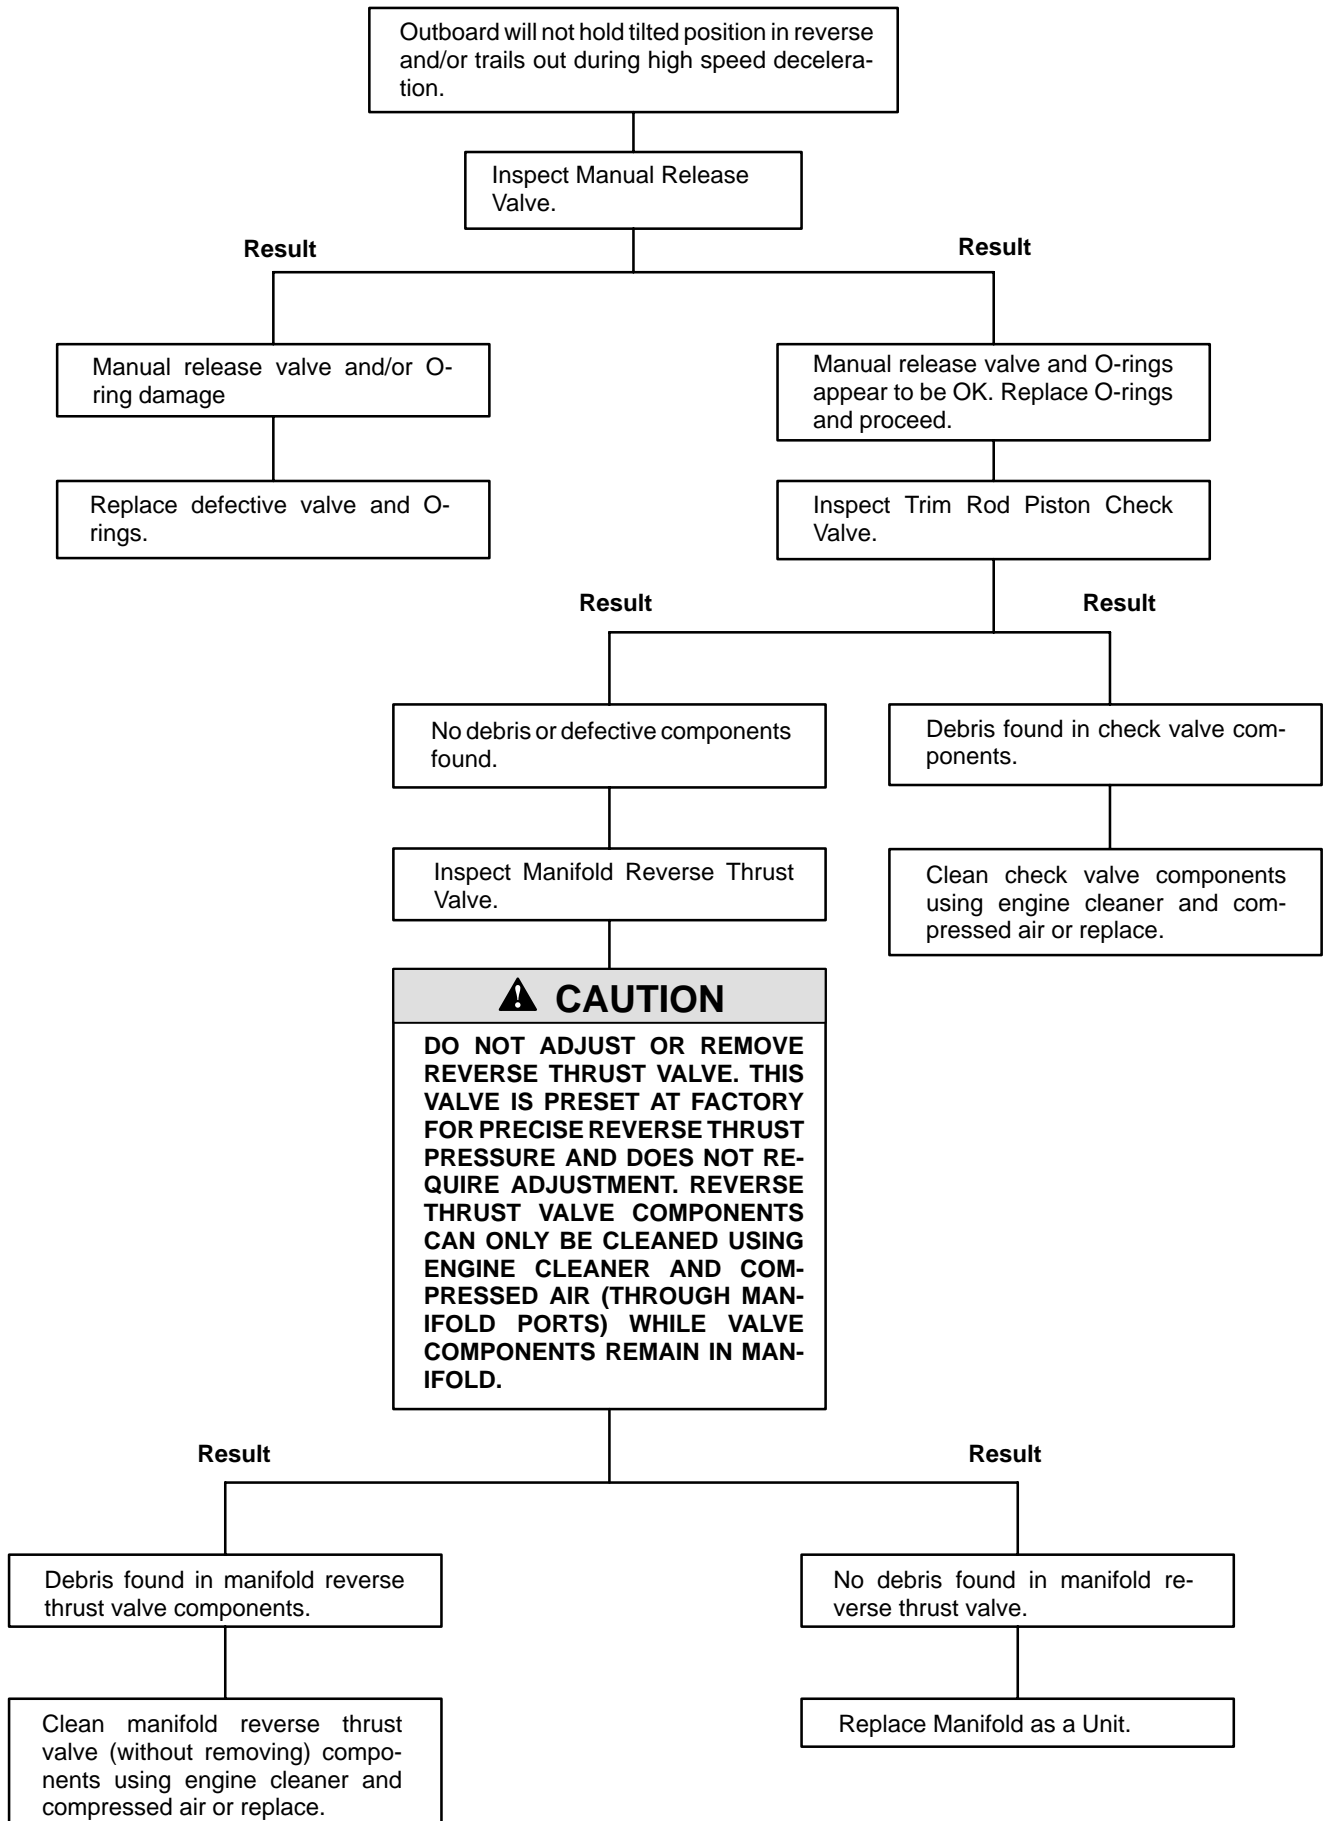 Outboard will not hold tilted position in reverse
and/or trails out during high speed decelera-
tion.
Inspect Manual Release
Valve.
Result
Result
Manual release valve and/or O-
ring damage
Manual release valve and O-rings
appear to be OK. Replace O-rings
and proceed.
Replace defective valve and O-
rings.
Inspect Trim Rod Piston Check
Valve.
Result
Result
No debris or defective components
found.
Debris found in check valve com-
ponents.
Inspect Manifold Reverse Thrust
Valve.
Clean check valve components
using engine cleaner and com-
pressed air or replace.
CAUTION
DO NOT ADJUST OR REMOVE
REVERSE THRUST VALVE. THIS
VALVE IS PRESET AT FACTORY
FOR PRECISE REVERSE THRUST
PRESSURE AND DOES NOT RE-
QUIRE ADJUSTMENT. REVERSE
THRUST VALVE COMPONENTS
CAN ONLY BE CLEANED USING
ENGINE CLEANER AND COM-
PRESSED AIR (THROUGH MAN-
IFOLD PORTS) WHILE VALVE
COMPONENTS REMAIN IN MAN-
IFOLD.
Result
Result
Debris found in manifold reverse
thrust valve components.
No debris found in manifold re-
verse thrust valve.
Clean manifold reverse thrust
valve (without removing) compo-
nents using engine cleaner and
compressed air or replace.
Replace Manifold as a Unit.